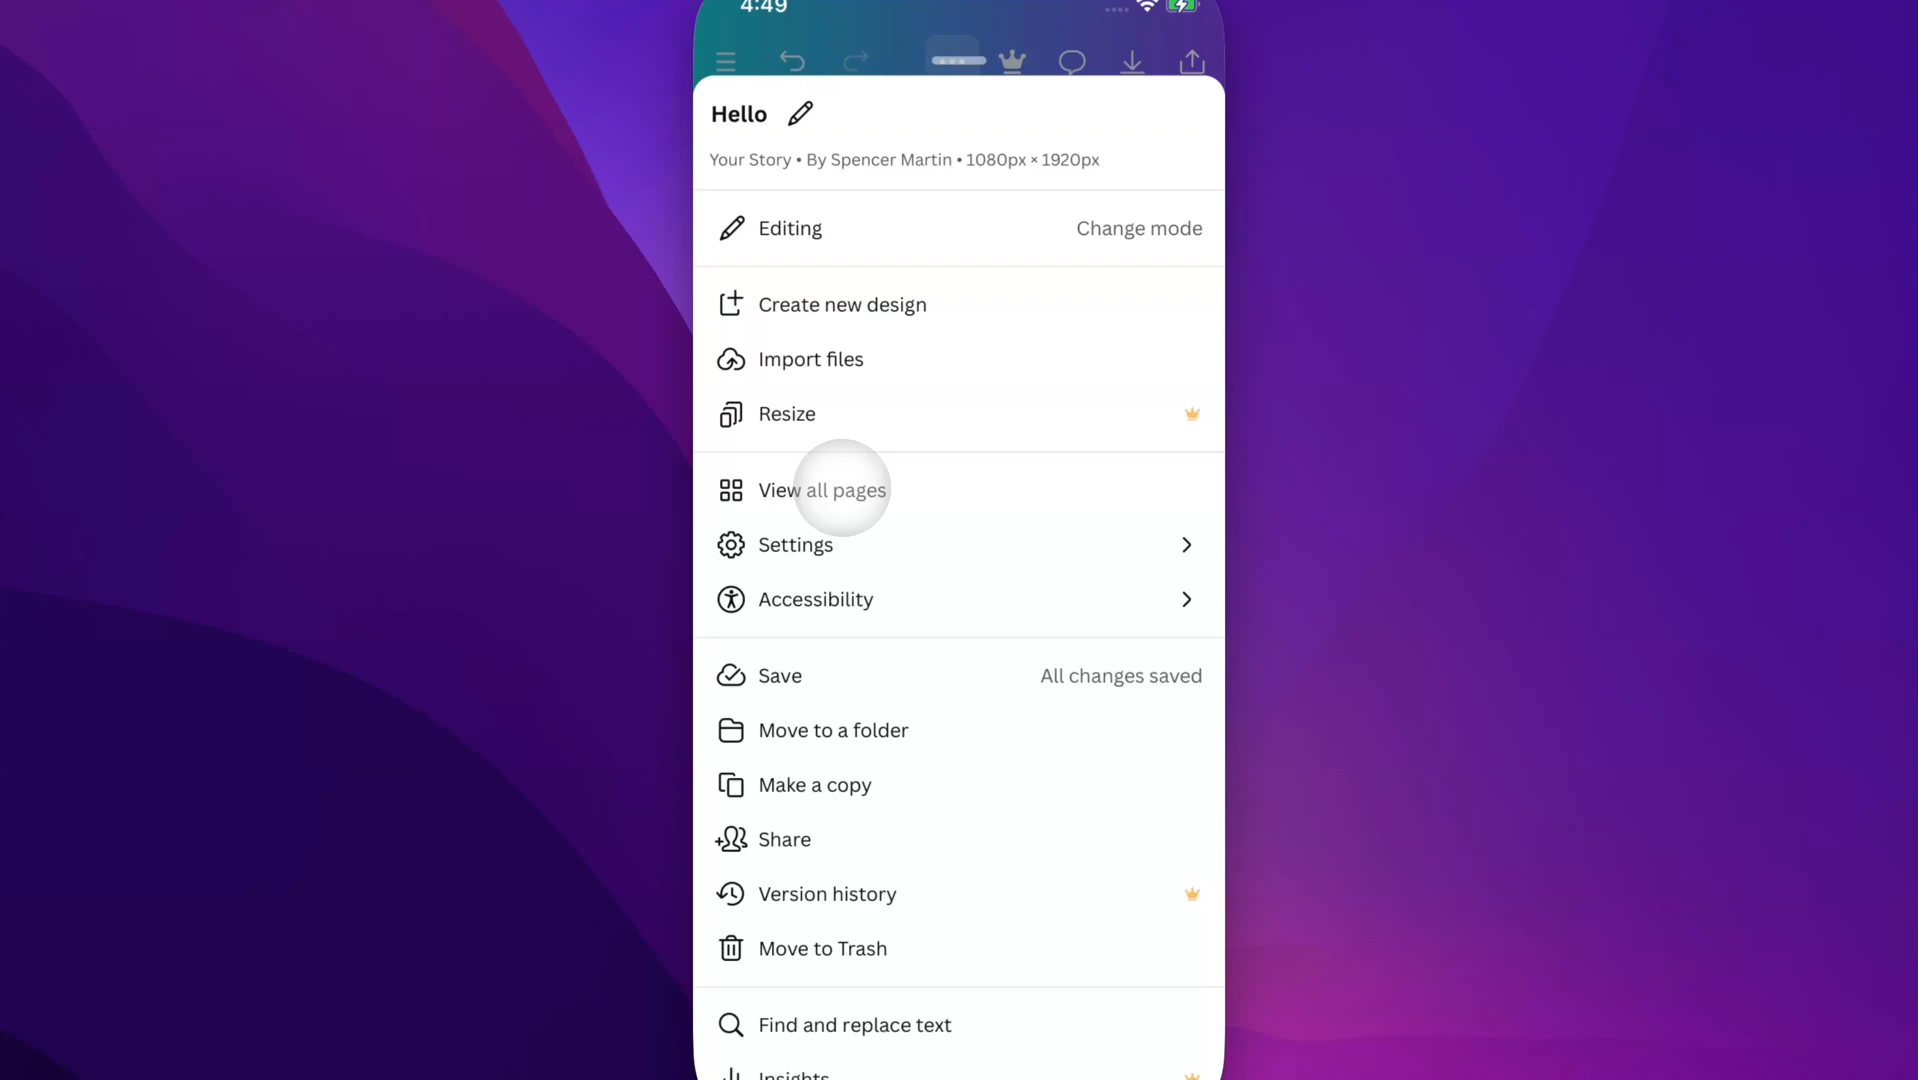 4:49
Hello
Your Story • By Spencer Martin • 1080px × 1920px
Editing Change mode
Create new design
Import files
Resize
View all pages
Settings
Accessibility
Save All changes saved
Move to a folder
Make a copy
Share
Version history
Move to Trash
Find and replace text
Insights